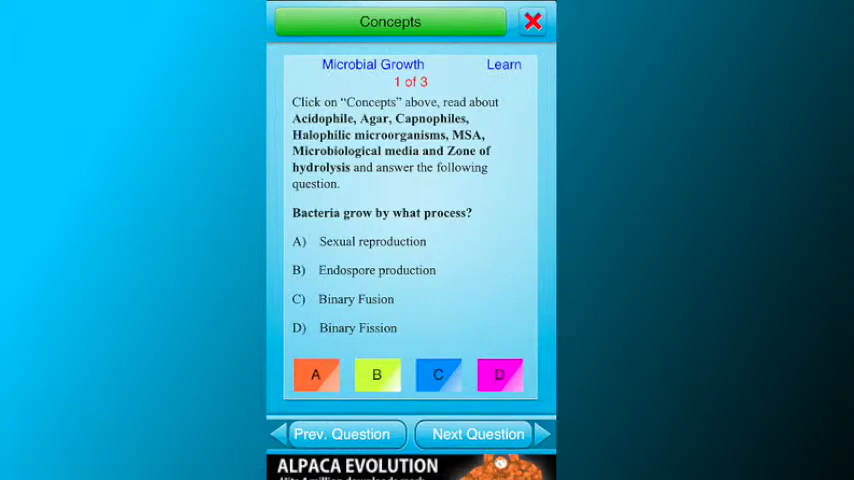 Concepts
Microbial Growth Learn
1 of 3
Click on “Concepts” above, read about
Acidophile, Agar, Capnophiles,
Halophilic microorganisms, MSA,
Microbiological media and Zone of
hydrolysis and answer the following
question.
Bacteria grow by what process?
A) Sexual reproduction
B) Endospore production
C) Binary Fusion
D) Binary Fission
A B C D
Prev. Question Next Question
ALPACA EVOLUTION